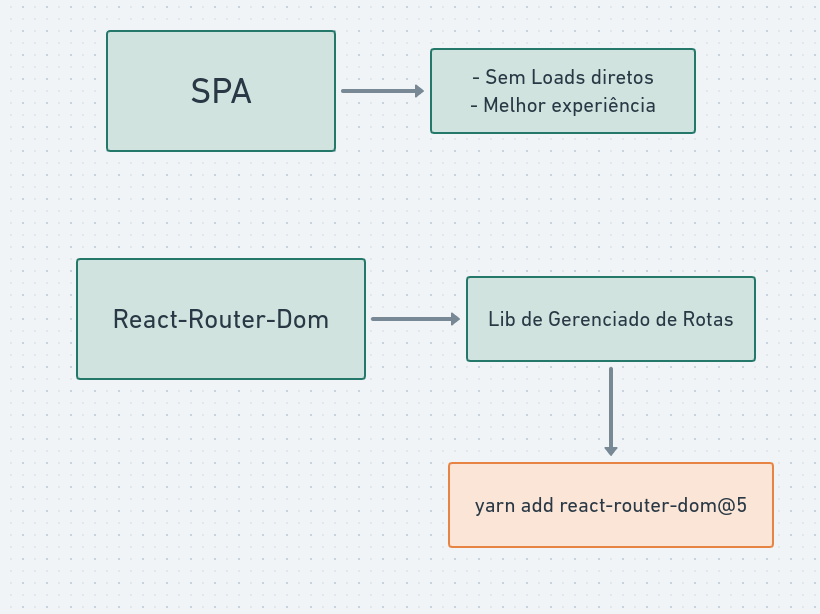 SPA
- Sem Loads diretos
- Melhor experiência
React-Router-Dom
Lib de Gerenciado de Rotas
yarn add react-router-dom@5